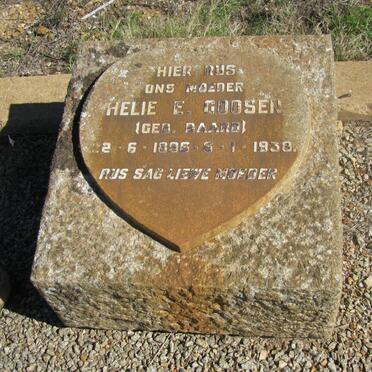 HIER RUS
ONS MOEDER
HELIE E. GOOSEN
(GEB. BAARD)
2-6-1896-5-1-1938.
RUS SAG LIEWE MOEDER